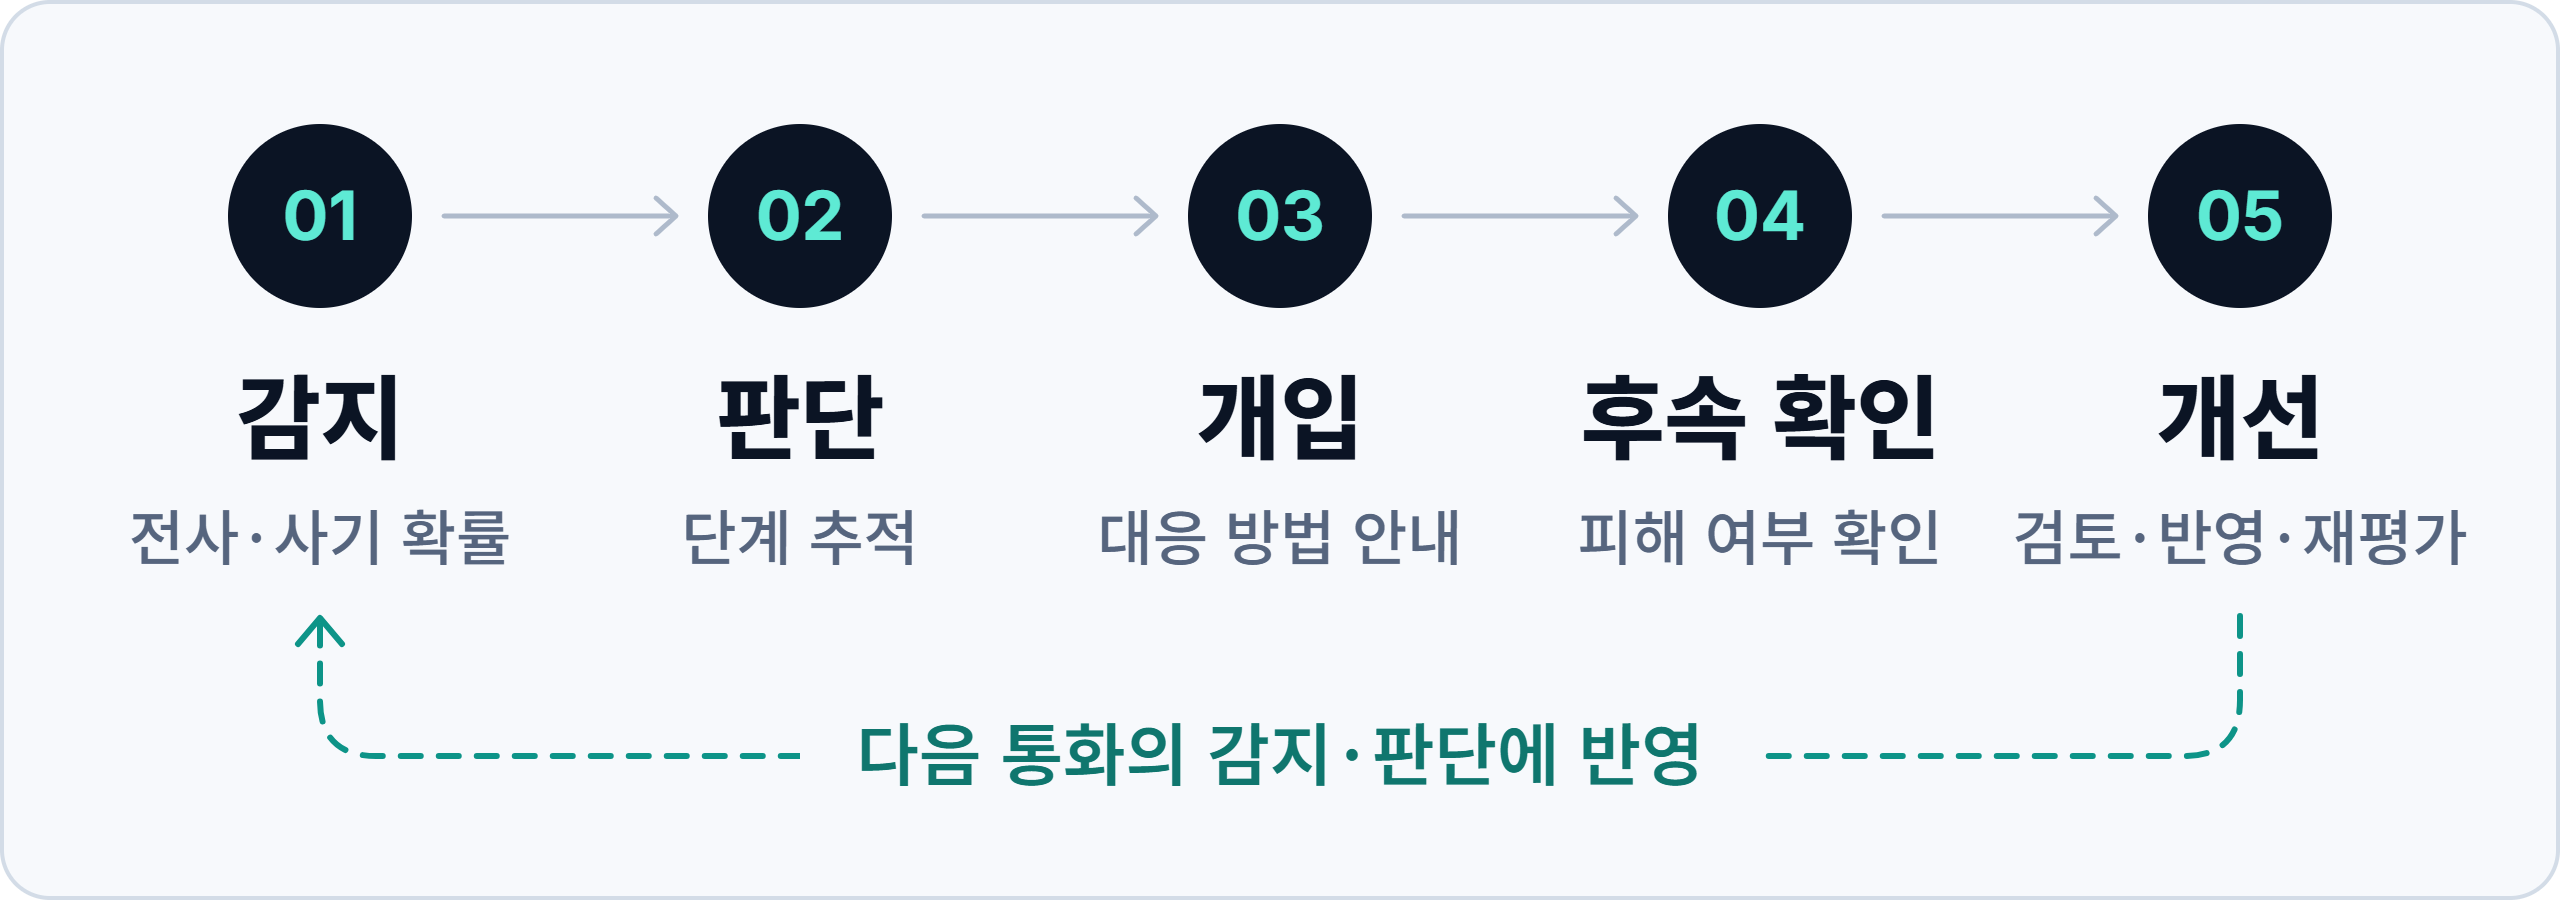 01 02 03 04 05
감지 판단 개입 후속 확인 개선
전사·사기 확률 단계 추적 대응 방법 안내 피해 여부 확인 검토·반영·재평가
다음 통화의 감지·판단에 반영